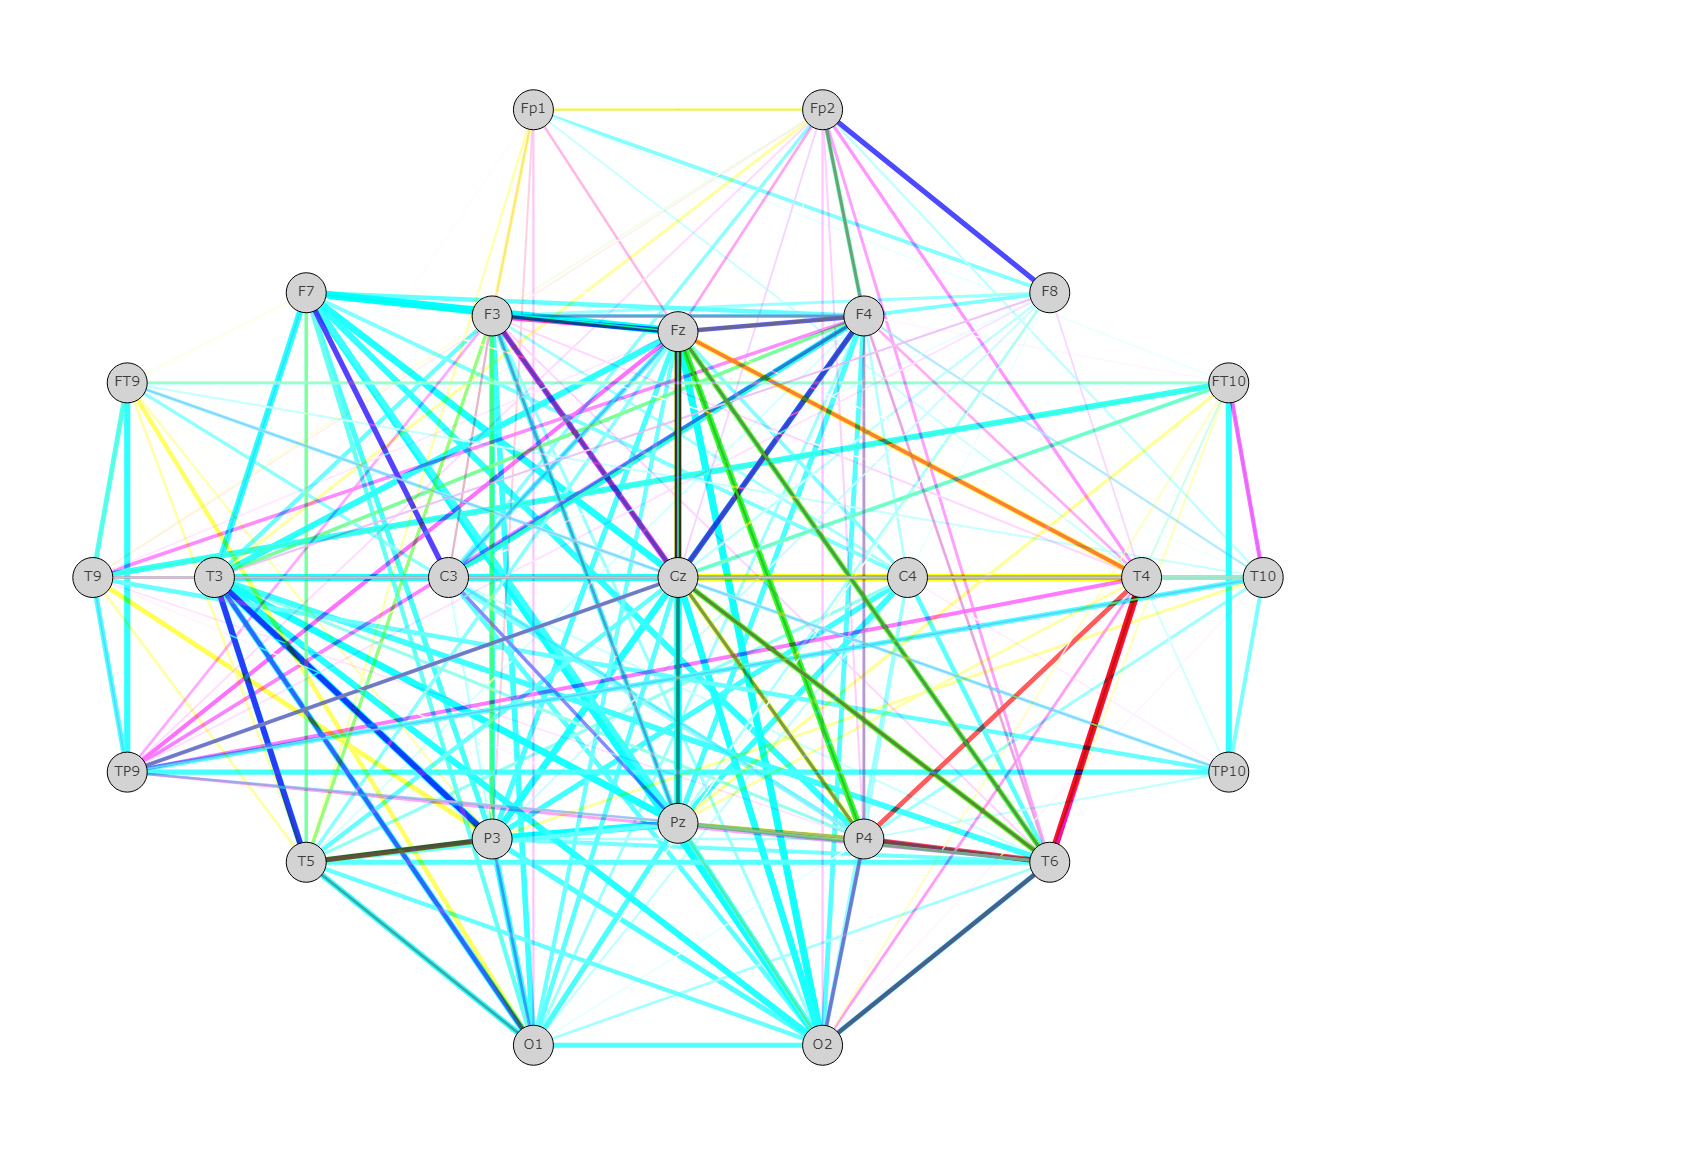 Fp1 Fp2
F7 F3 Fz F4 F8
FT9 FT10
T9 T3 C3 Cz C4 T4 T10
TP9 TP10
T5 P3 Pz P4 T6
O1 O2